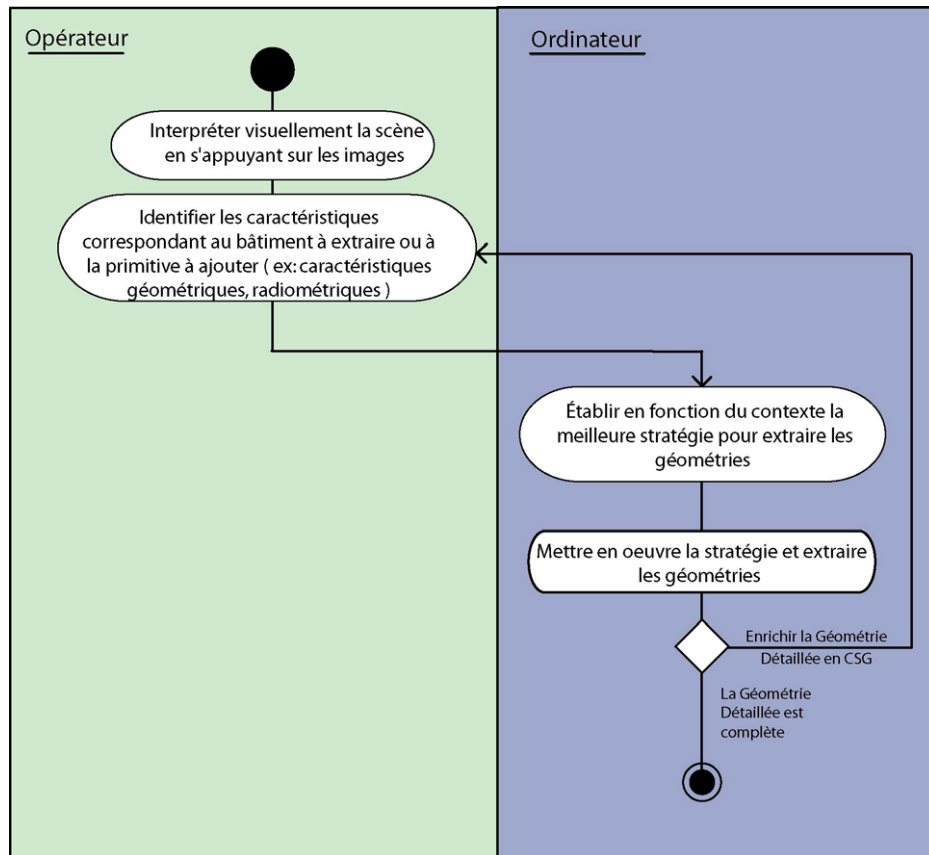 Opérateur
Interpréter visuellement la scène
en s'appuyant sur les images
Identifier les caractéristiques
correspondant au bâtiment à extraire ou à
la primitive à ajouter ( ex: caractéristiques
géométriques, radiométriques )
Ordinateur
Établir en fonction du contexte la
meilleure stratégie pour extraire les
géométries
Mettre en oeuvre la stratégie et extraire
les géométries
Enrichir la Géométrie
Détaillée en CSG
La Géométrie
Détaillée est
complète